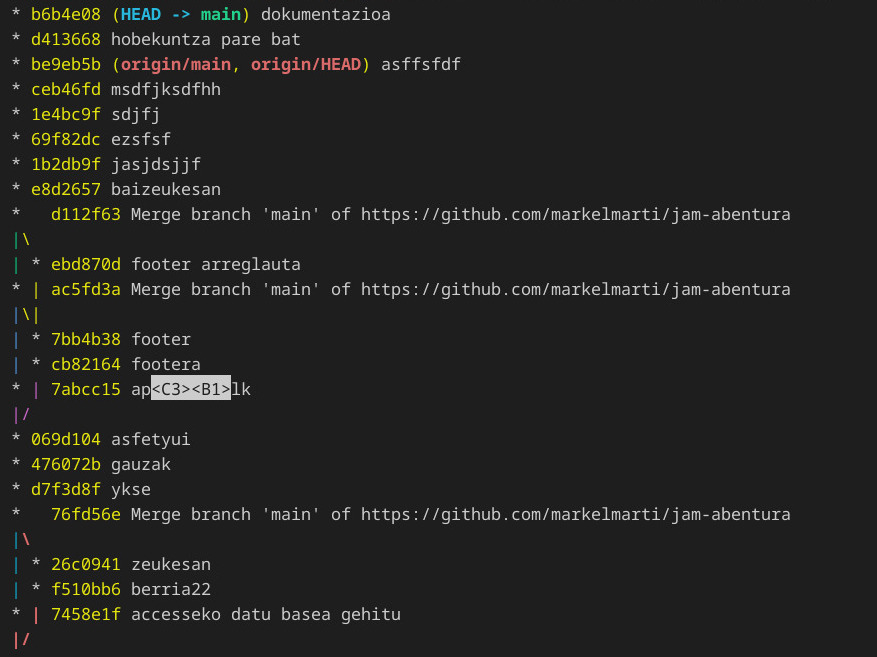 * b6b4e08 (HEAD -> main) dokumentazioa
* d413668 hobekuntza pare bat
* be9eb5b (origin/main, origin/HEAD) asffsfdf
* ceb46fd msdfjksdfhh
* 1e4bc9f sdjfj
* 69f82dc ezsfsf
* 1b2db9f jasjdsjjf
* e8d2657 baizeukesan
*   d112f63 Merge branch 'main' of https://github.com/markelmarti/jam-abentura
|\
| * ebd870d footer arreglauta
* | ac5fd3a Merge branch 'main' of https://github.com/markelmarti/jam-abentura
|\|
| * 7bb4b38 footer
| * cb82164 footera
* | 7abcc15 ap<C3><B1>lk
|/
* 069d104 asfetyui
* 476072b gauzak
* d7f3d8f ykse
*   76fd56e Merge branch 'main' of https://github.com/markelmarti/jam-abentura
|\
| * 26c0941 zeukesan
| * f510bb6 berria22
* | 7458e1f accesseko datu basea gehitu
|/